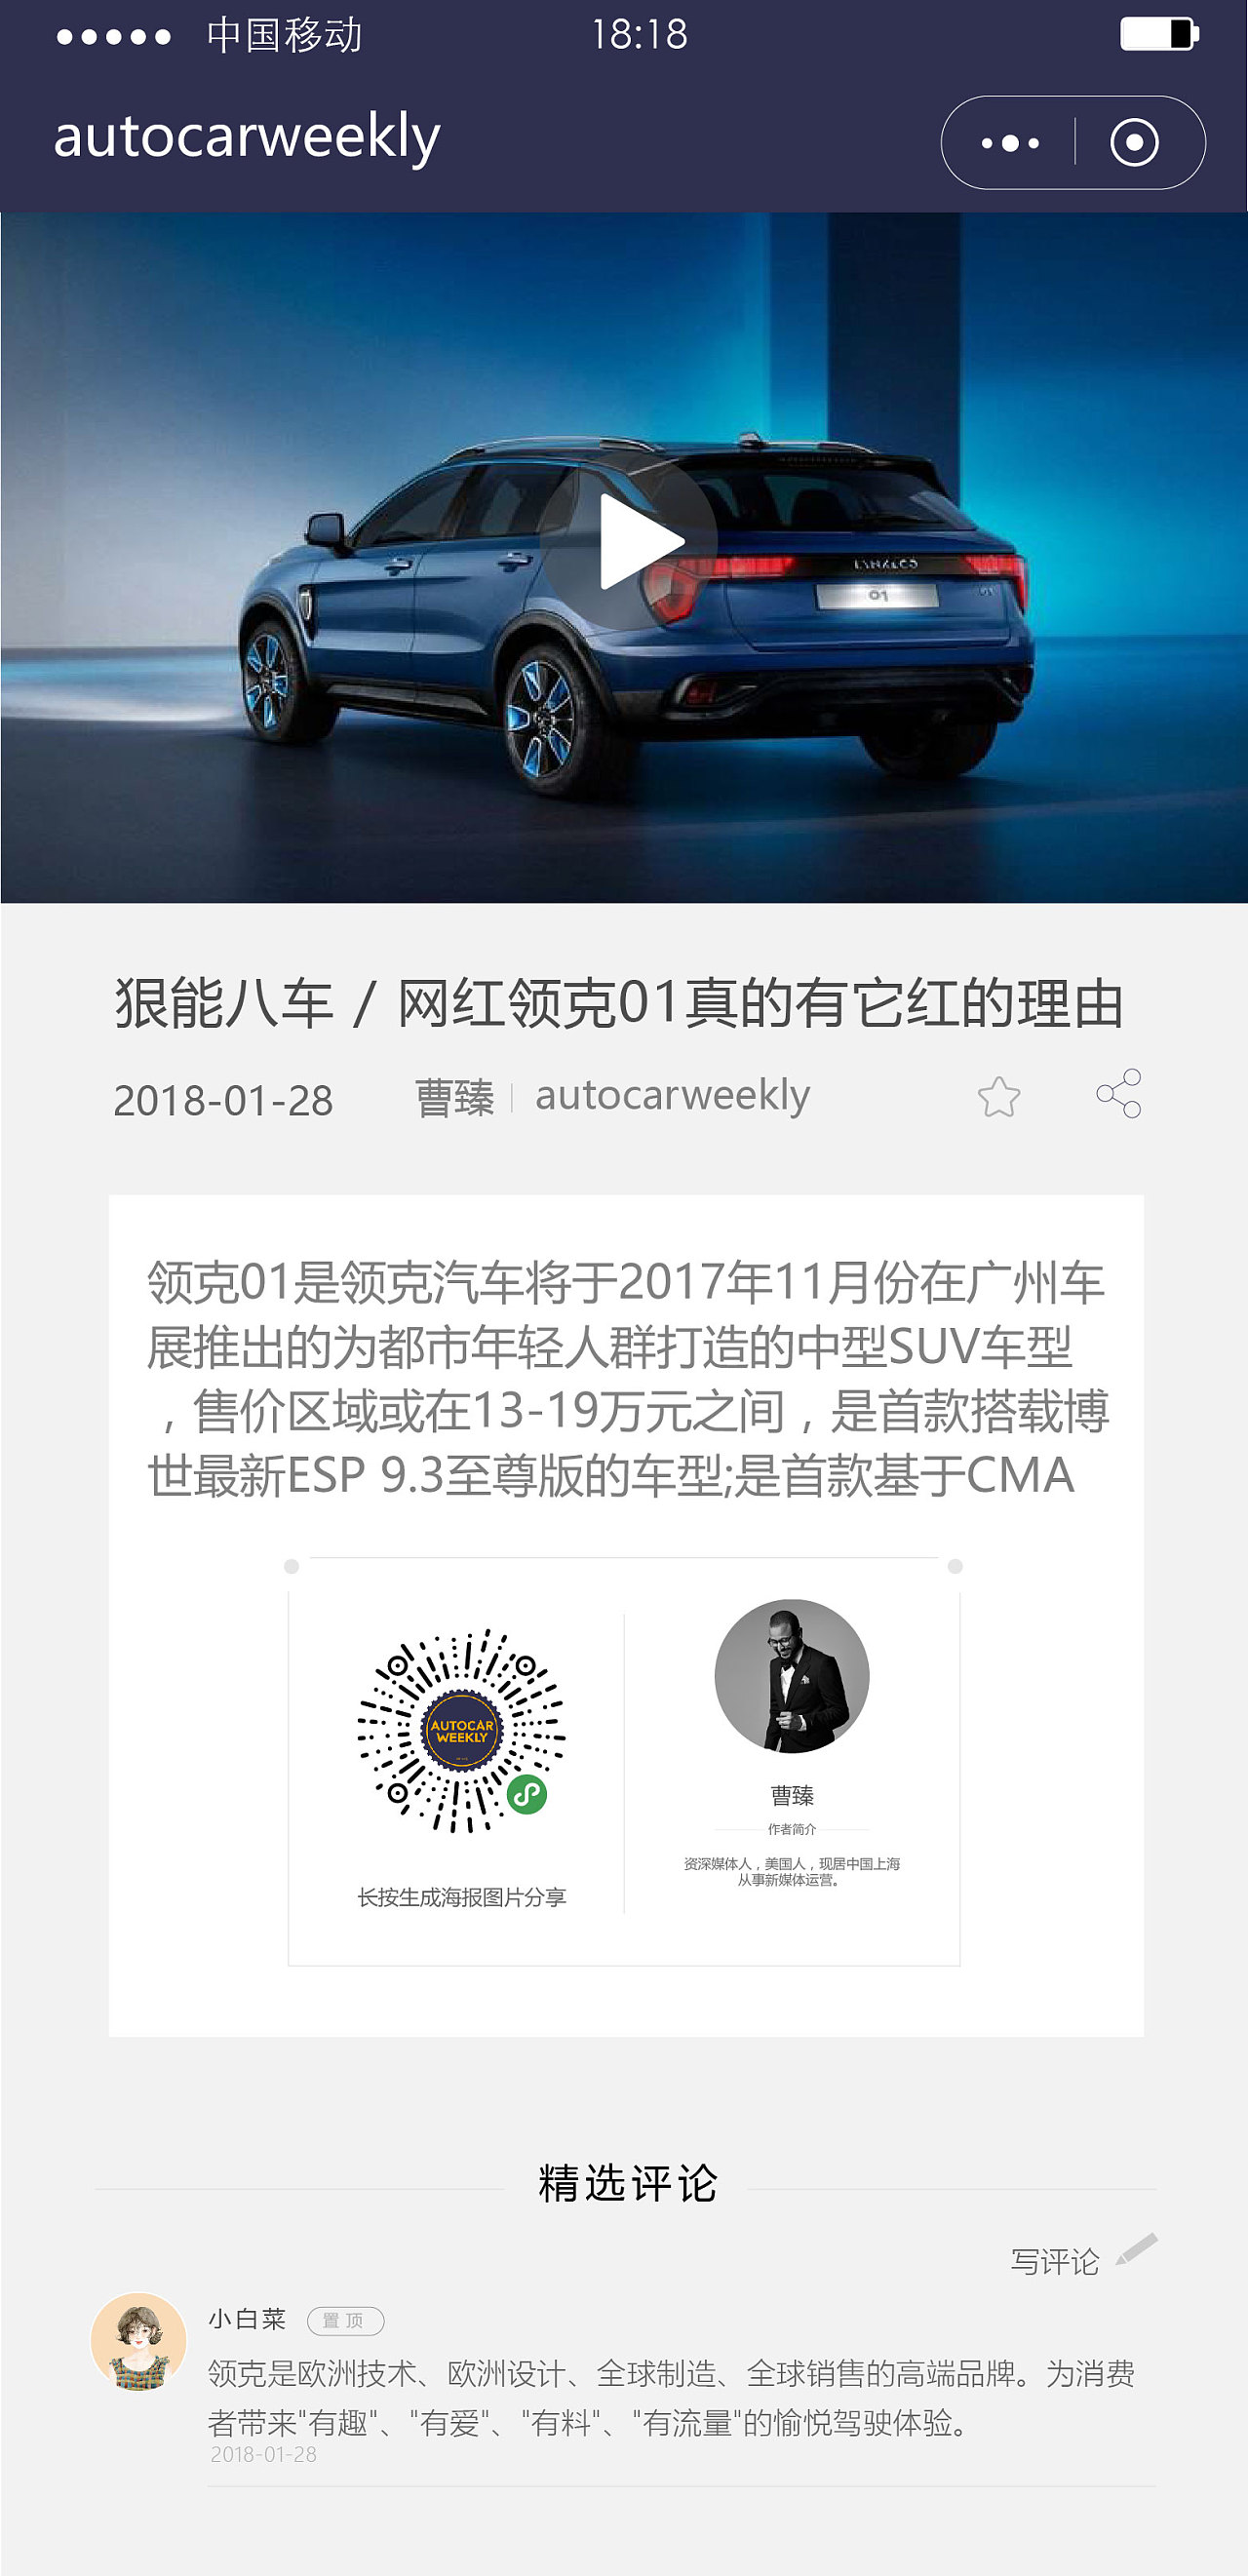 中国移动 18:18
autocarweekly
LYNK&CO
01
狠能八车 / 网红领克01真的有它红的理由
2018-01-28 曹臻 autocarweekly
领克01是领克汽车将于2017年11月份在广州车
展推出的为都市年轻人群打造的中型SUV车型
，售价区域或在13-19万元之间，是首款搭载博
世最新ESP 9.3至尊版的车型;是首款基于CMA
AUTOCAR
WEEKLY
长按生成海报图片分享
曹臻
作者简介
资深媒体人，美国人，现居中国上海
从事新媒体运营。
精选评论
写评论
小白菜 置顶
领克是欧洲技术、欧洲设计、全球制造、全球销售的高端品牌。为消费
者带来"有趣"、"有爱"、"有料"、"有流量"的愉悦驾驶体验。
2018-01-28